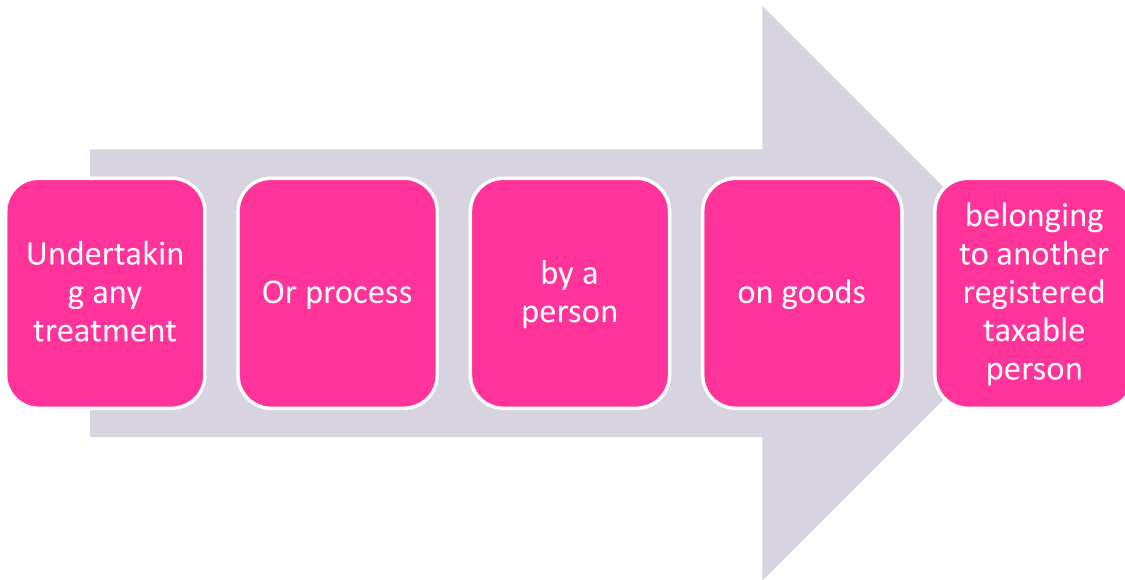 Undertakin
g any
treatment
Or process
by a
person
on goods
belonging
to another
registered
taxable
person